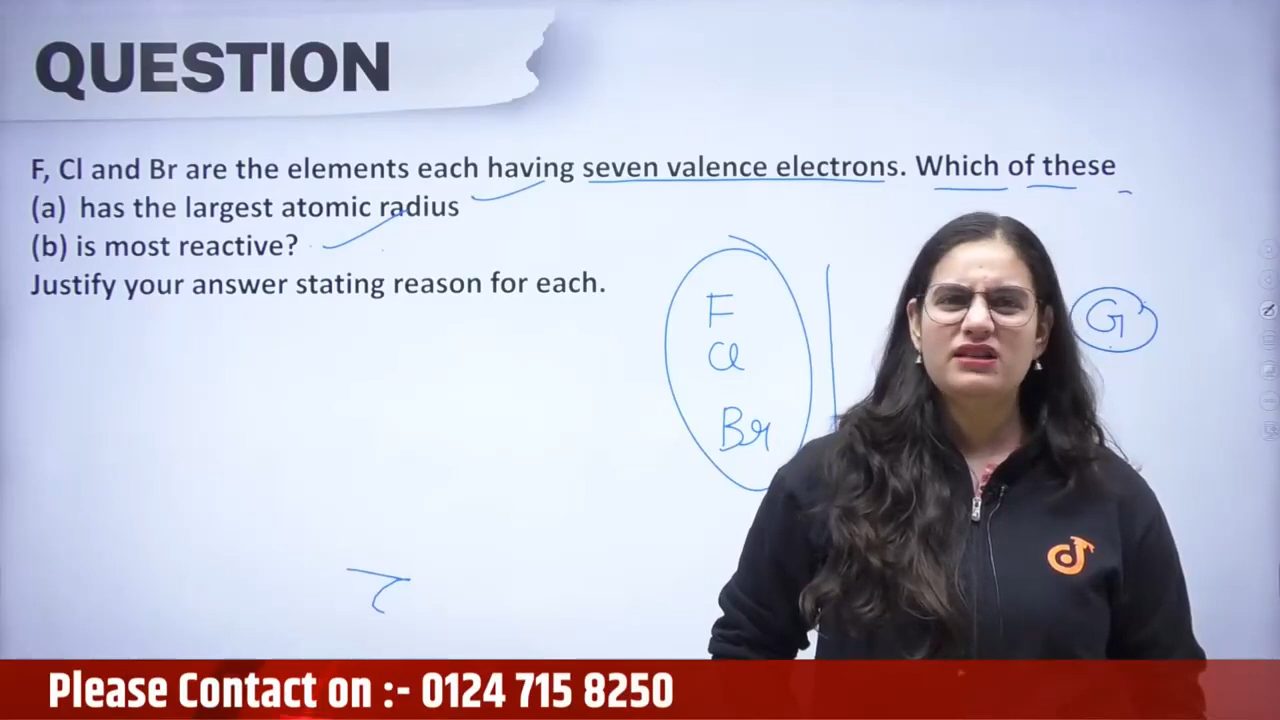 QUESTION
F, Cl and Br are the elements each having seven valence electrons. Which of these
(a) has the largest atomic radius
(b) is most reactive?
Justify your answer stating reason for each.
F
Cl
Br
G
Please Contact on :- 0124 715 8250